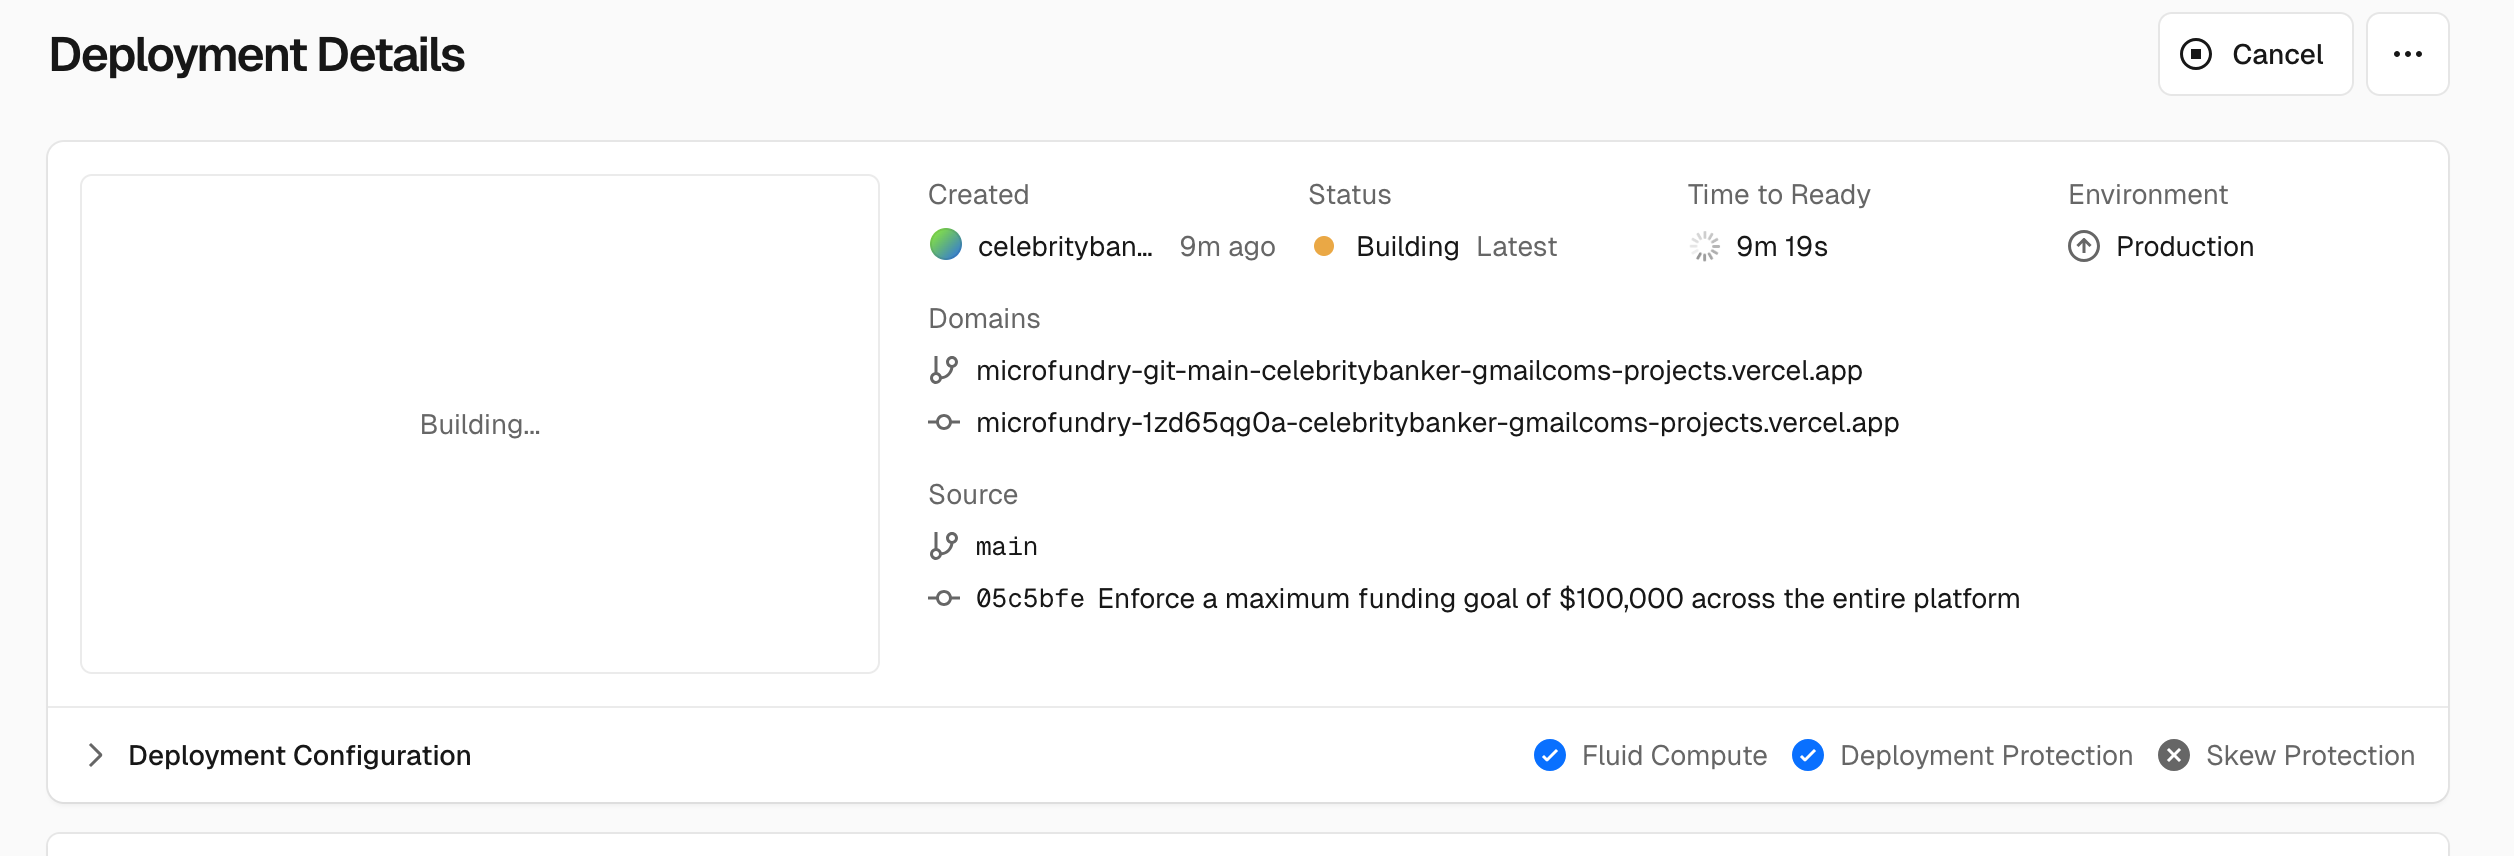 Deployment Details
Cancel
Building...
Created
celebrityban... 9m ago
Status
Building Latest
Time to Ready
9m 19s
Environment
Production
Domains
microfundry-git-main-celebritybanker-gmailcoms-projects.vercel.app
microfundry-1zd65qg0a-celebritybanker-gmailcoms-projects.vercel.app
Source
main
05c5bfe Enforce a maximum funding goal of $100,000 across the entire platform
Deployment Configuration
Fluid Compute
Deployment Protection
Skew Protection